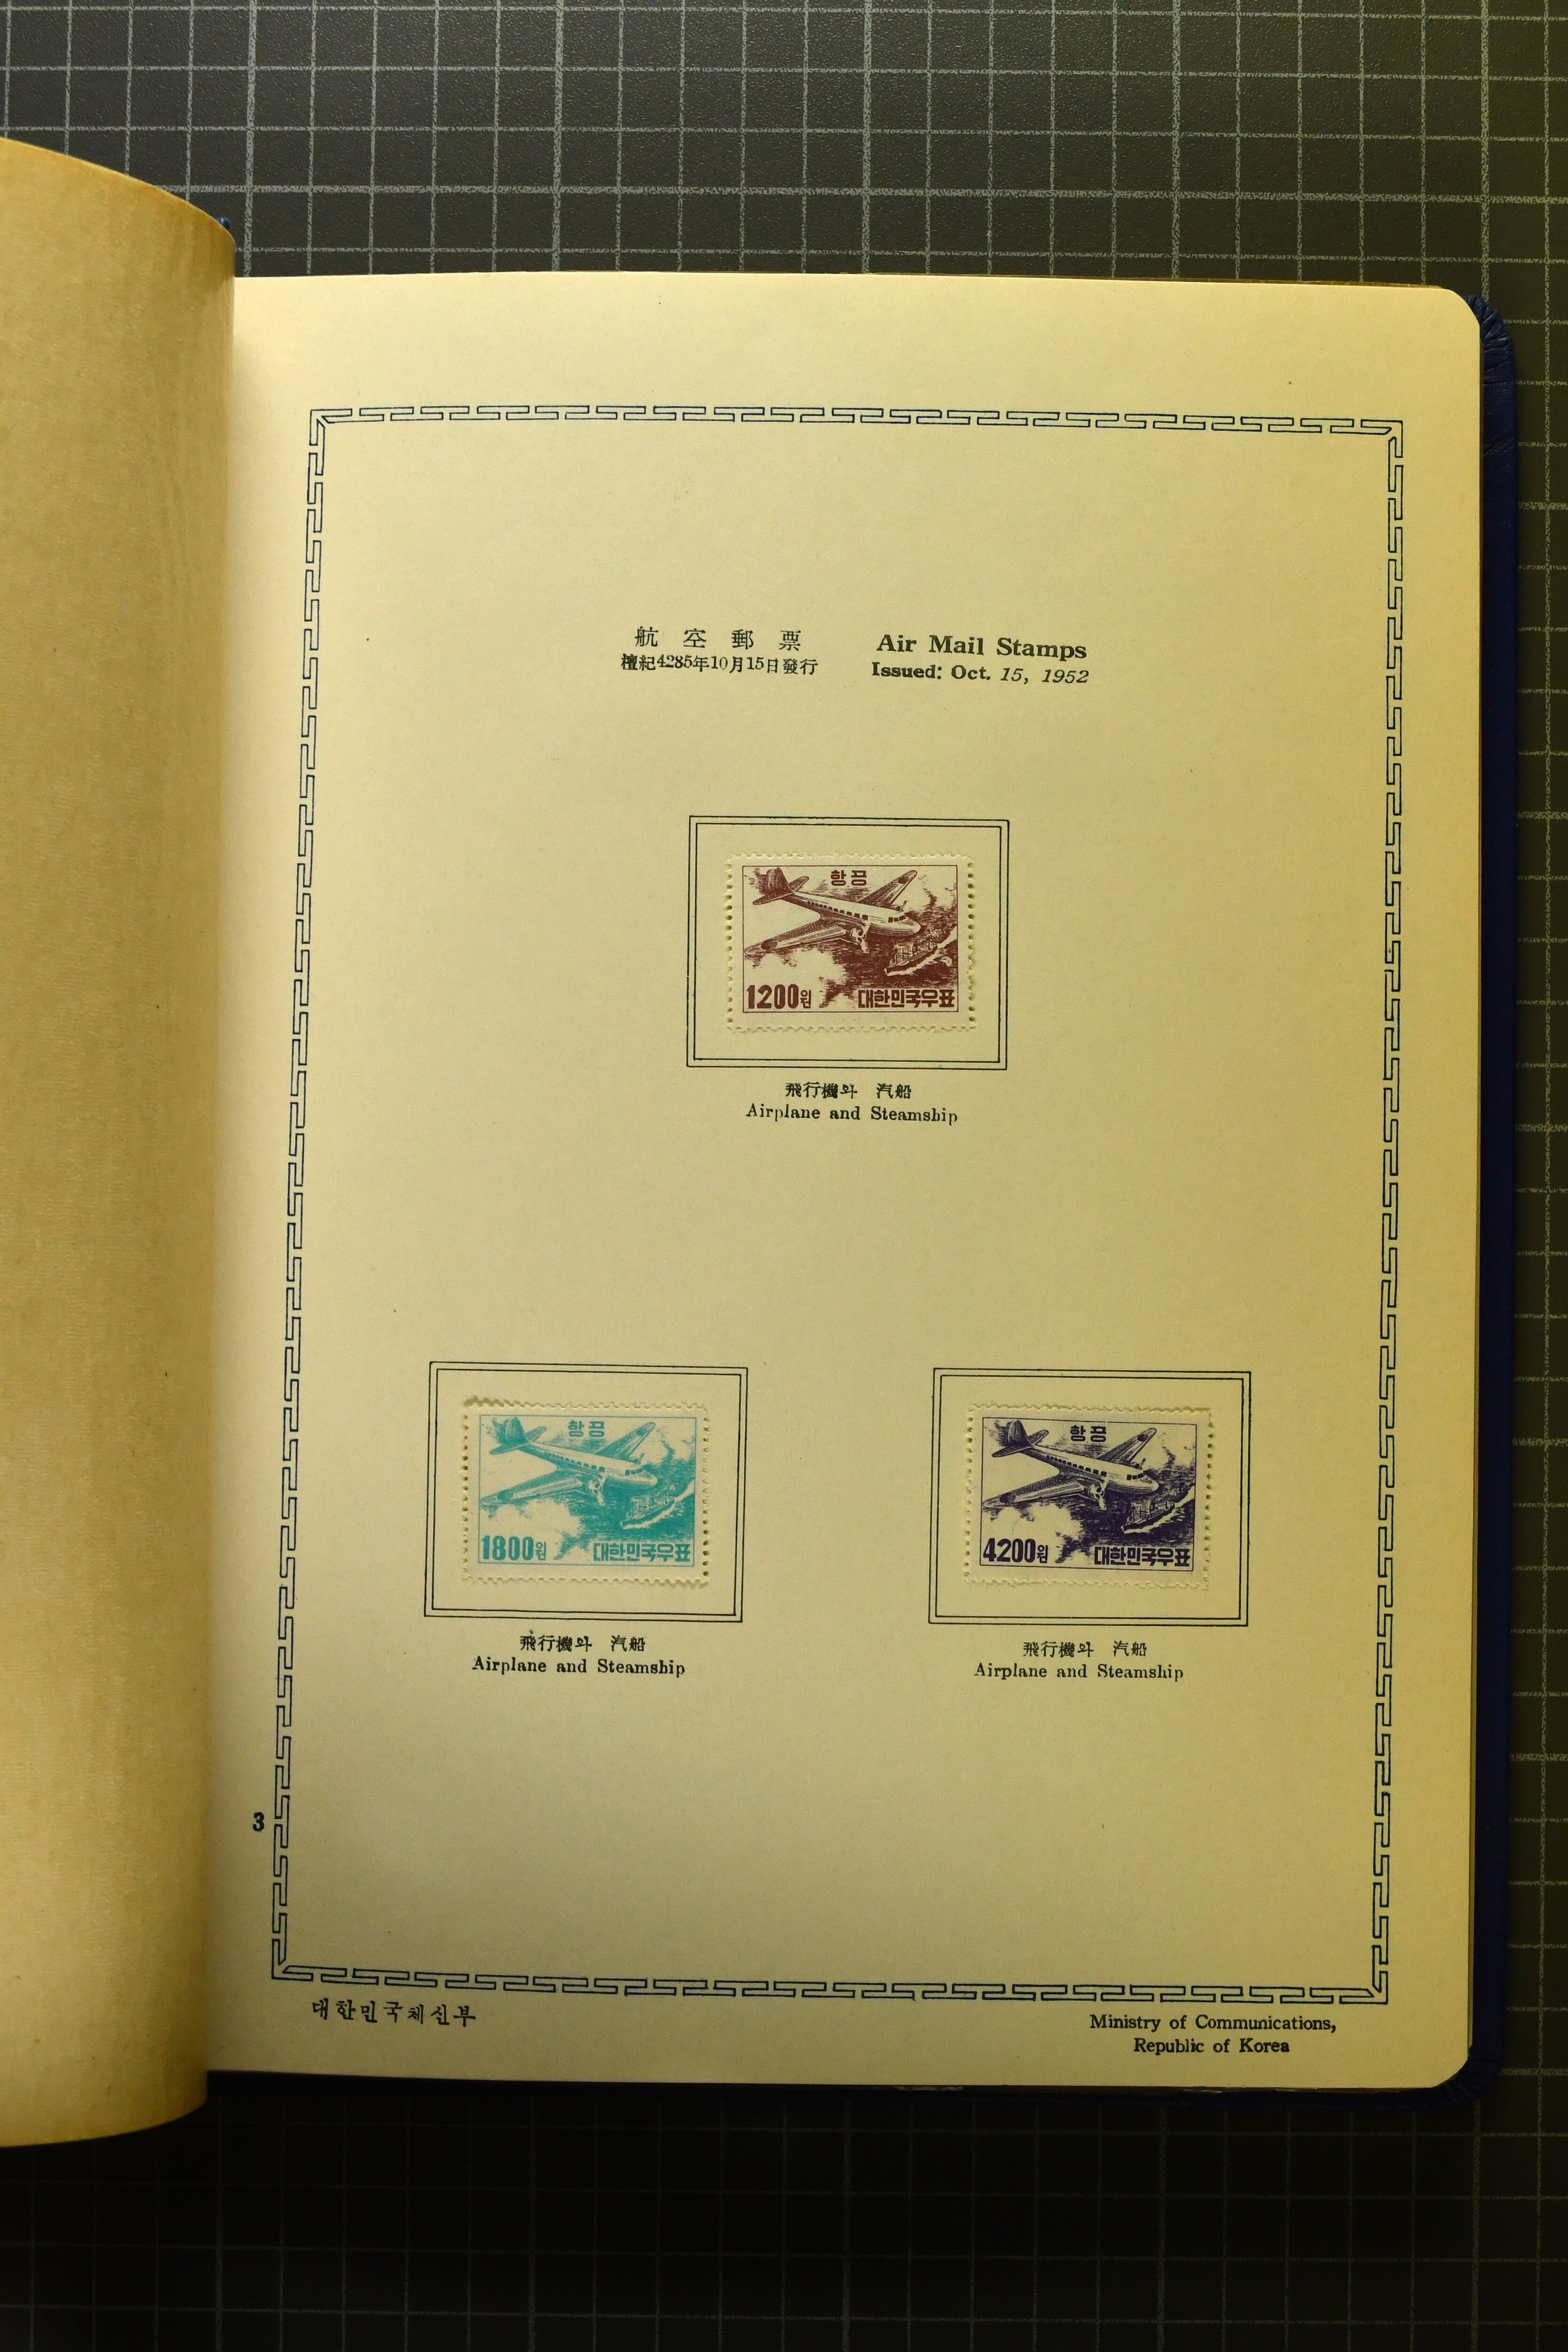 航空郵票
檀紀4285年10月15日發行
Air Mail Stamps
Issued: Oct. 15, 1952
항공
1200원
대한민국우표
飛行機와 汽船
Airplane and Steamship
항공
1800원
대한민국우표
飛行機와 汽船
Airplane and Steamship
항공
4200원
대한민국우표
飛行機와 汽船
Airplane and Steamship
3
대한민국체신부
Ministry of Communications,
Republic of Korea